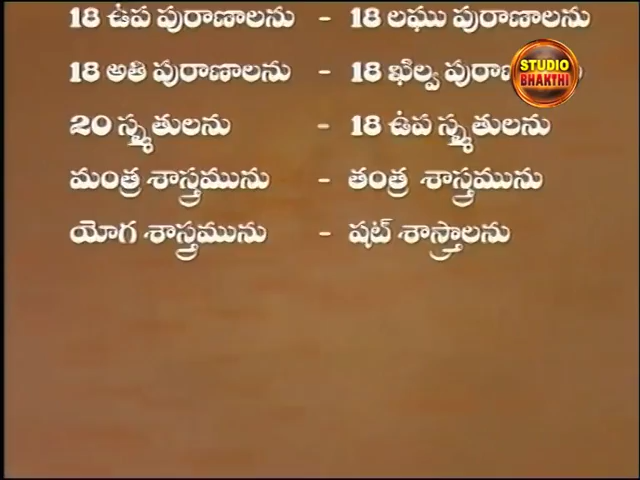 18 ఉప పురాణాలను - 18 లఘు పురాణాలను
18 అతి పురాణాలను - 18 ఖిల్వ
STUDIO
BHAKTHI
20 స్మృతులను - 18 ఉప స్మృతులను
మంత్ర శాస్త్రమును - తంత్ర శాస్త్రమును
యోగ శాస్త్రమును - షట్ శాస్త్రాలను